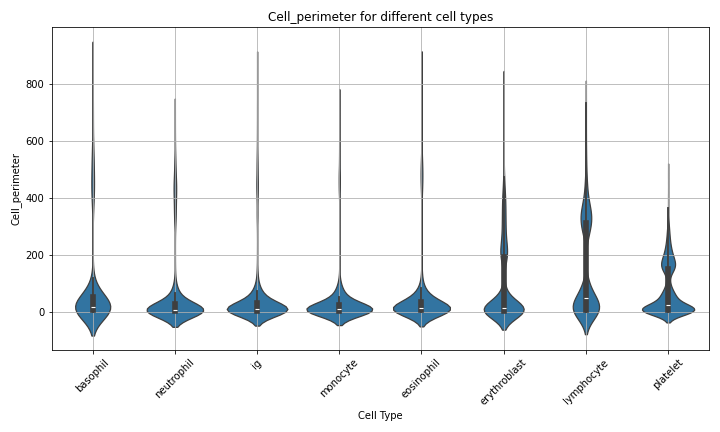 Cell_perimeter for different cell types
Cell_perimeter
800
600
400
200
0
basophil
neutrophil
ig
monocyte
eosinophil
erythroblast
lymphocyte
platelet
Cell Type